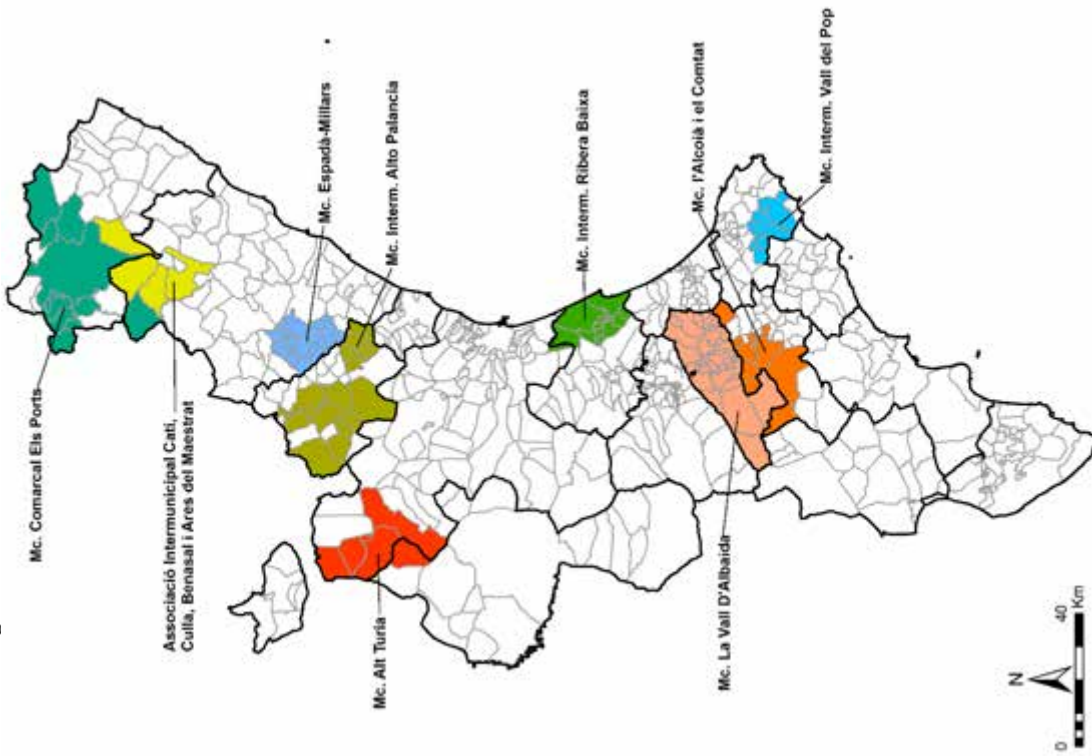 Mc. Comarcal Els Ports
Associació Intermunicipal Catí,
Culla, Benasal i Ares del Maestrat
Mc. Alt Turia
Mc. Espadà-Millars
Mc. Interm. Alto Palancia
Mc. Interm. Ribera Baixa
Mc. l'Alcoià i el Comtat
Mc. Interm. Vall del Pop
Mc. La Vall D'Albaida
N
0
40
Km